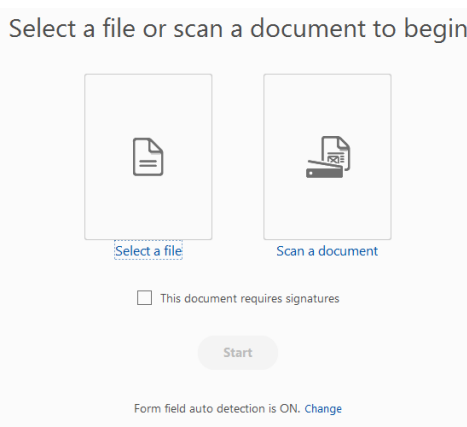 Select a file or scan a document to begin
Select a file
Scan a document
This document requires signatures
Start
Form field auto detection is ON. Change